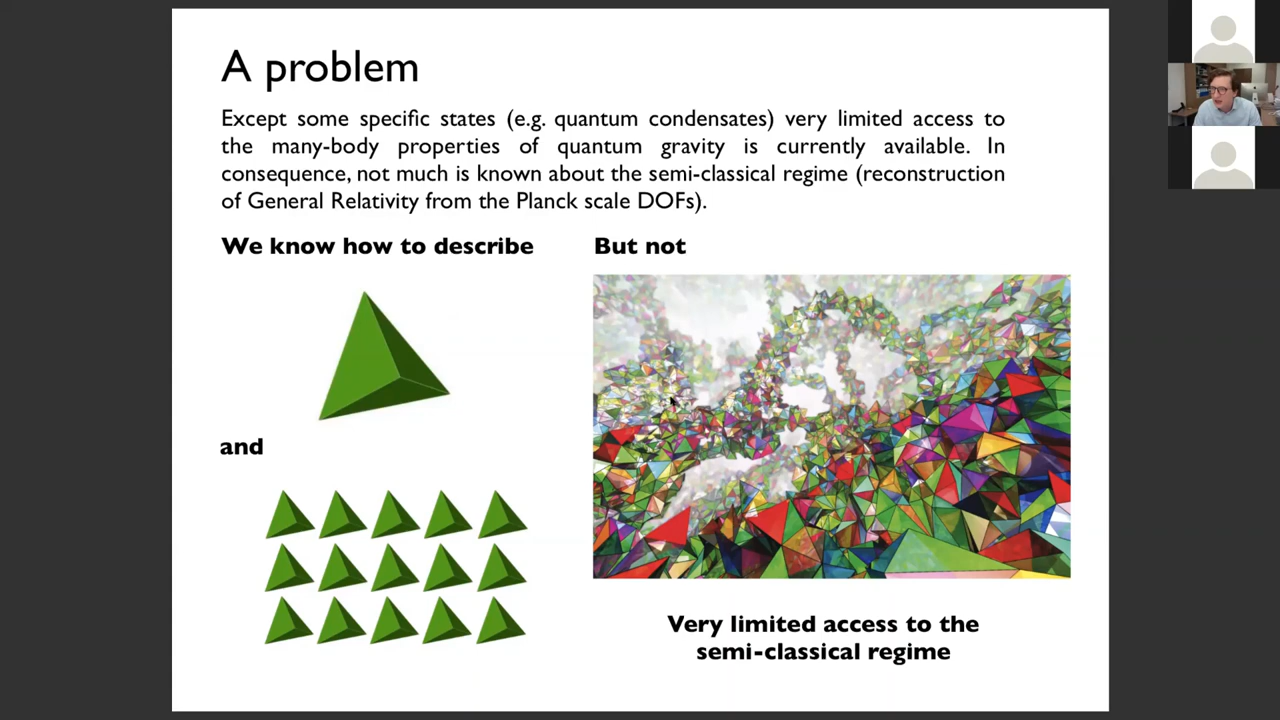 A problem
Except some specific states (e.g. quantum condensates) very limited access to
the many-body properties of quantum gravity is currently available. In
consequence, not much is known about the semi-classical regime (reconstruction
of General Relativity from the Planck scale DOFs).
We know how to describe
But not
and
Very limited access to the
semi-classical regime